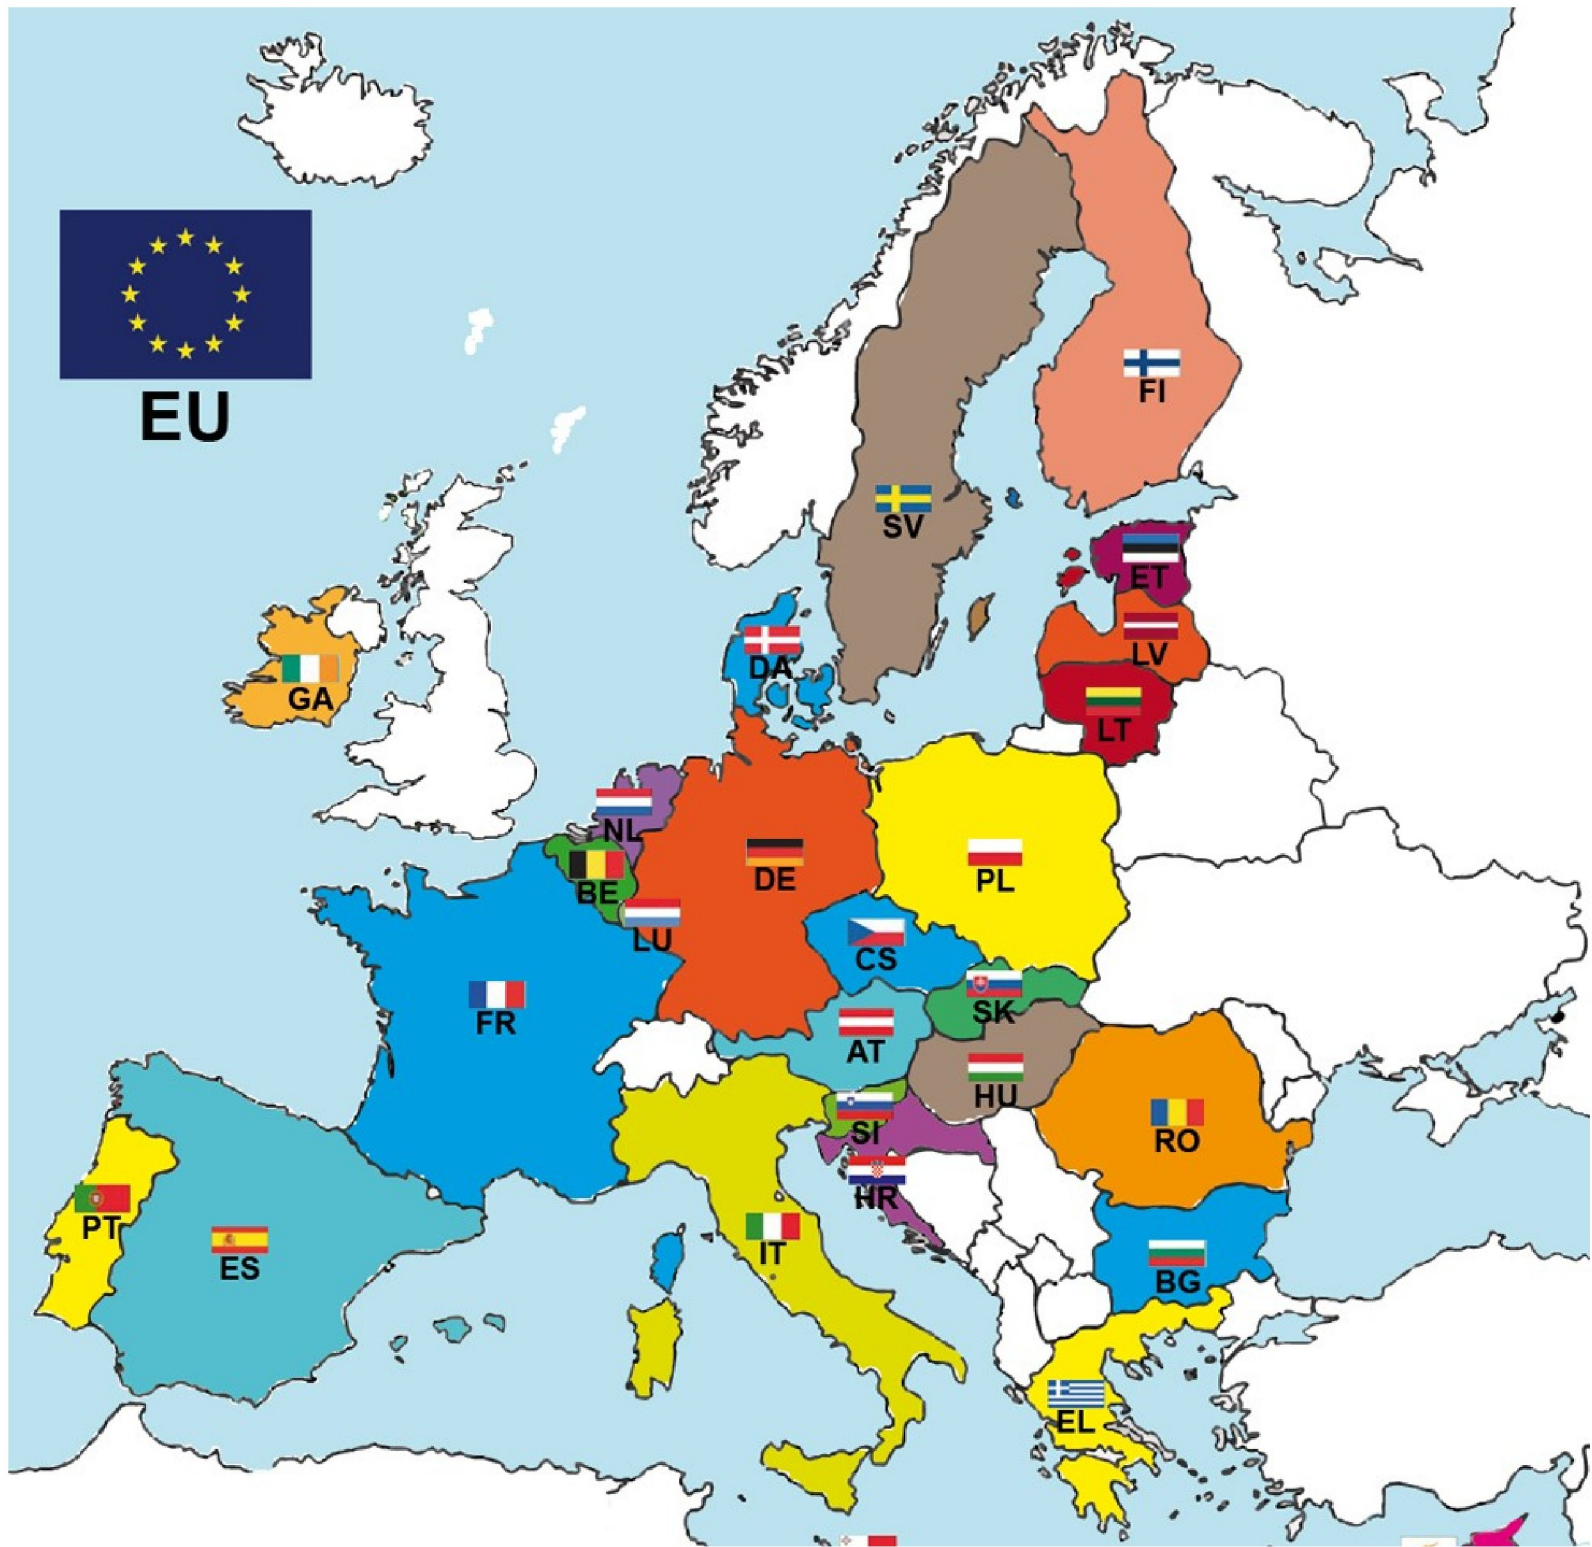 EU
FI
SV
ET
LV
DA
GA
LT
NL
DE
PL
BE
LU
CS
FR
SK
AT
HU
SI
RO
HR
PT
IT
ES
BG
EL